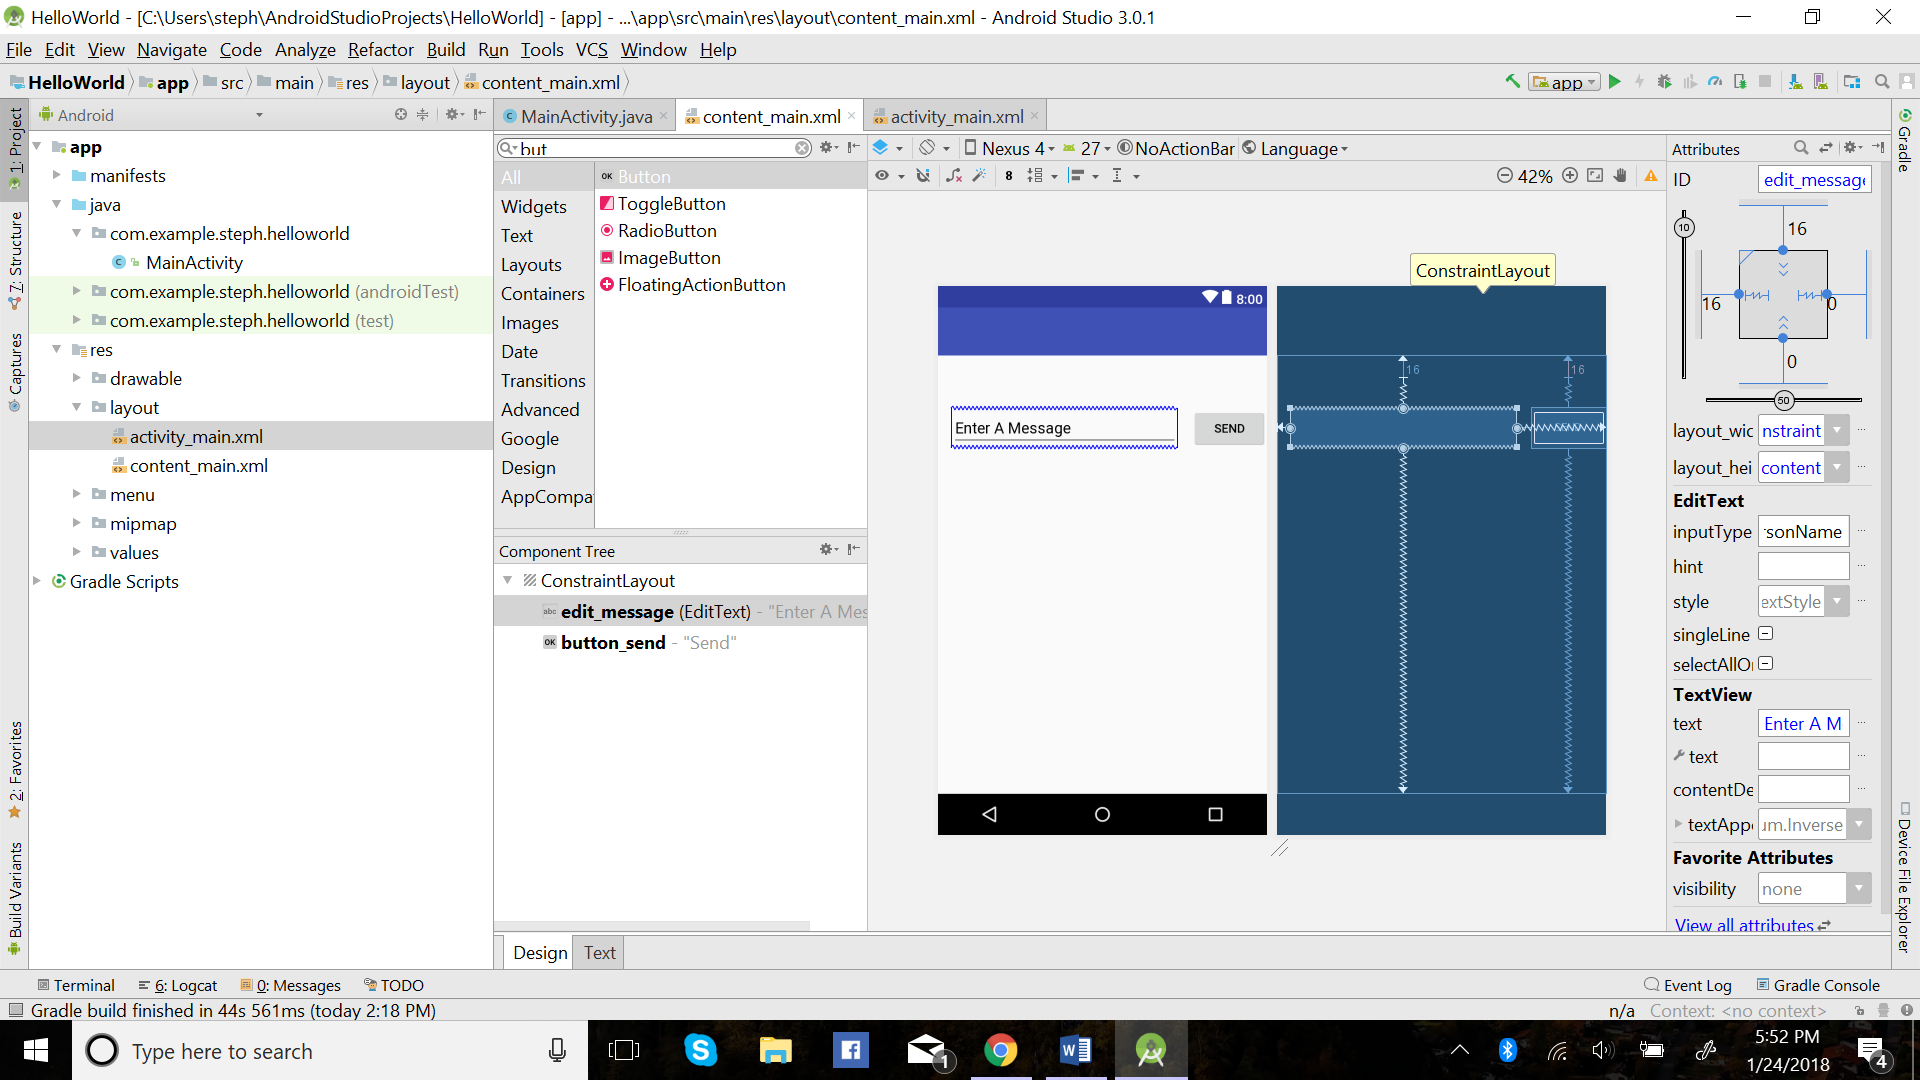 HelloWorld - [C:\Users\steph\AndroidStudioProjects\HelloWorld] - [app] - ...\app\src\main\res\layout\content_main.xml - Android Studio 3.0.1
File Edit View Navigate Code Analyze Refactor Build Run Tools VCS Window Help
HelloWorld app src main res layout content_main.xml
app
1: Project
7: Structure
Captures
2: Favorites
Build Variants
Android
app
manifests
java
com.example.steph.helloworld
MainActivity
com.example.steph.helloworld (androidTest)
com.example.steph.helloworld (test)
res
drawable
layout
activity_main.xml
content_main.xml
menu
mipmap
values
Gradle Scripts
MainActivity.java content_main.xml activity_main.xml
but
All
Widgets
Text
Layouts
Containers
Images
Date
Transitions
Advanced
Google
Design
AppCompa
OK Button
ToggleButton
RadioButton
ImageButton
FloatingActionButton
Component Tree
ConstraintLayout
abc edit_message (EditText) - "Enter A Mes
OK button_send - "Send"
Nexus 4 27 NoActionBar Language
8 42%
ConstraintLayout
8:00
Enter A Message
SEND
16 16
Attributes
ID edit_message
10
16
16 0
0
50
layout_wic nstraint
layout_hei content
EditText
inputType rsonName
hint
style extStyle
singleLine
selectAllO
TextView
text Enter A M
text
contentDe
textApp um.Inverse
Favorite Attributes
visibility none
View all attributes
Gradle
Device File Explorer
Design Text
Terminal 6: Logcat 0: Messages TODO Event Log Gradle Console
Gradle build finished in 44s 561ms (today 2:18 PM) n/a Context: <no context>
Type here to search
1
5:52 PM
1/24/2018
4